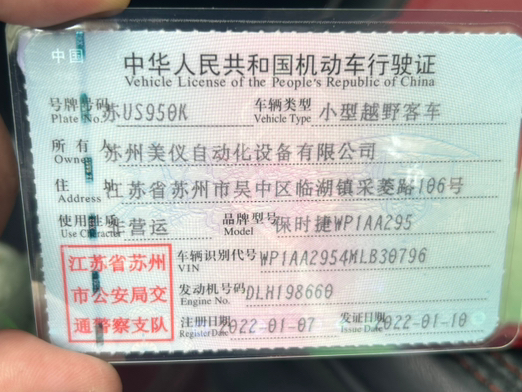 中国
中华人民共和国机动车行驶证
Vehicle License of the People's Republic of China
号牌号码 苏US950K 车辆类型 小型越野客车
Plate No. Vehicle Type
所有人 苏州美仪自动化设备有限公司
Owner
住 址 江苏省苏州市吴中区临湖镇采菱路106号
Address
使用性质 非营运 品牌型号 保时捷WP1AA295
Use Character Model
江苏省苏州
市公安局交
通警察支队
车辆识别代号 WP1AA2954MLB30796
VIN
发动机号码 DLH198660
Engine No.
注册日期 2022-01-07 发证日期 2022-01-10
Register Date Issue Date